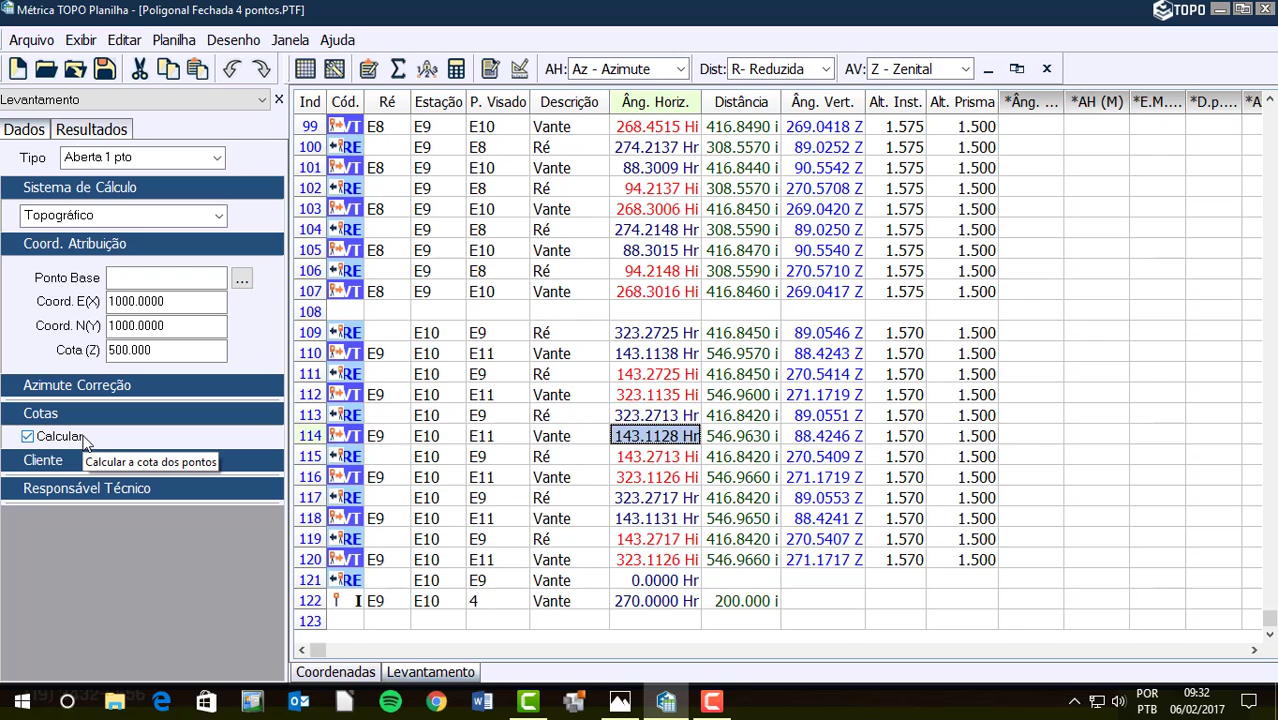 Métrica TOPO Planilha - [Poligonal Fechada 4 pontos.PTF]
TOPO
Arquivo Exibir Editar Planilha Desenho Janela Ajuda
AH: Az - Azimute Dist: R- Reduzida AV: Z - Zenital
Levantamento
Dados Resultados
Tipo Aberta 1 pto
Sistema de Cálculo
Topográfico
Coord. Atribuição
Ponto Base ...
Coord. E(X) 1000.0000
Coord. N(Y) 1000.0000
Cota (Z) 500.000
Azimute Correção
Cotas
Calcular
Calcular a cota dos pontos
Cliente
Responsável Técnico
Ind Cód. Ré Estação P. Visado Descrição Âng. Horiz. Distância Âng. Vert. Alt. Inst. Alt. Prisma *Âng. ... *AH (M) *E.M.... *D.p.... *A
99 VT E8 E9 E10 Vante 268.4515 Hi 416.8490 i 269.0418 Z 1.575 1.500
100 RE E9 E8 Ré 274.2137 Hr 308.5570 i 89.0252 Z 1.575 1.500
101 VT E8 E9 E10 Vante 88.3009 Hr 416.8440 i 90.5542 Z 1.575 1.500
102 RE E9 E8 Ré 94.2137 Hi 308.5570 i 270.5708 Z 1.575 1.500
103 VT E8 E9 E10 Vante 268.3006 Hi 416.8450 i 269.0420 Z 1.575 1.500
104 RE E9 E8 Ré 274.2148 Hr 308.5590 i 89.0250 Z 1.575 1.500
105 VT E8 E9 E10 Vante 88.3015 Hr 416.8470 i 90.5540 Z 1.575 1.500
106 RE E9 E8 Ré 94.2148 Hi 308.5590 i 270.5710 Z 1.575 1.500
107 VT E8 E9 E10 Vante 268.3016 Hi 416.8460 i 269.0417 Z 1.575 1.500
108
109 RE E10 E9 Ré 323.2725 Hr 416.8450 i 89.0546 Z 1.570 1.500
110 VT E9 E10 E11 Vante 143.1138 Hr 546.9570 i 88.4243 Z 1.570 1.500
111 RE E10 E9 Ré 143.2725 Hi 416.8450 i 270.5414 Z 1.570 1.500
112 VT E9 E10 E11 Vante 323.1135 Hi 546.9620 i 271.1719 Z 1.570 1.500
113 RE E10 E9 Ré 323.2713 Hr 416.8420 i 89.0551 Z 1.570 1.500
114 VT E9 E10 E11 Vante 143.1128 Hr 546.9630 i 88.4246 Z 1.570 1.500
115 RE E10 E9 Ré 143.2713 Hi 416.8420 i 270.5409 Z 1.570 1.500
116 VT E9 E10 E11 Vante 323.1126 Hi 546.9660 i 271.1719 Z 1.570 1.500
117 RE E10 E9 Ré 323.2717 Hr 416.8420 i 89.0553 Z 1.570 1.500
118 VT E9 E10 E11 Vante 143.1131 Hr 546.9650 i 88.4241 Z 1.570 1.500
119 RE E10 E9 Ré 143.2717 Hi 416.8420 i 270.5407 Z 1.570 1.500
120 VT E9 E10 E11 Vante 323.1126 Hi 546.9650 i 271.1717 Z 1.570 1.500
121 RE E10 E9 Vante 0.0000 Hr
122 I E9 E10 4 Vante 270.0000 Hr 200.000 i
123
Coordenadas Levantamento
POR
PTB
09:32
06/02/2017